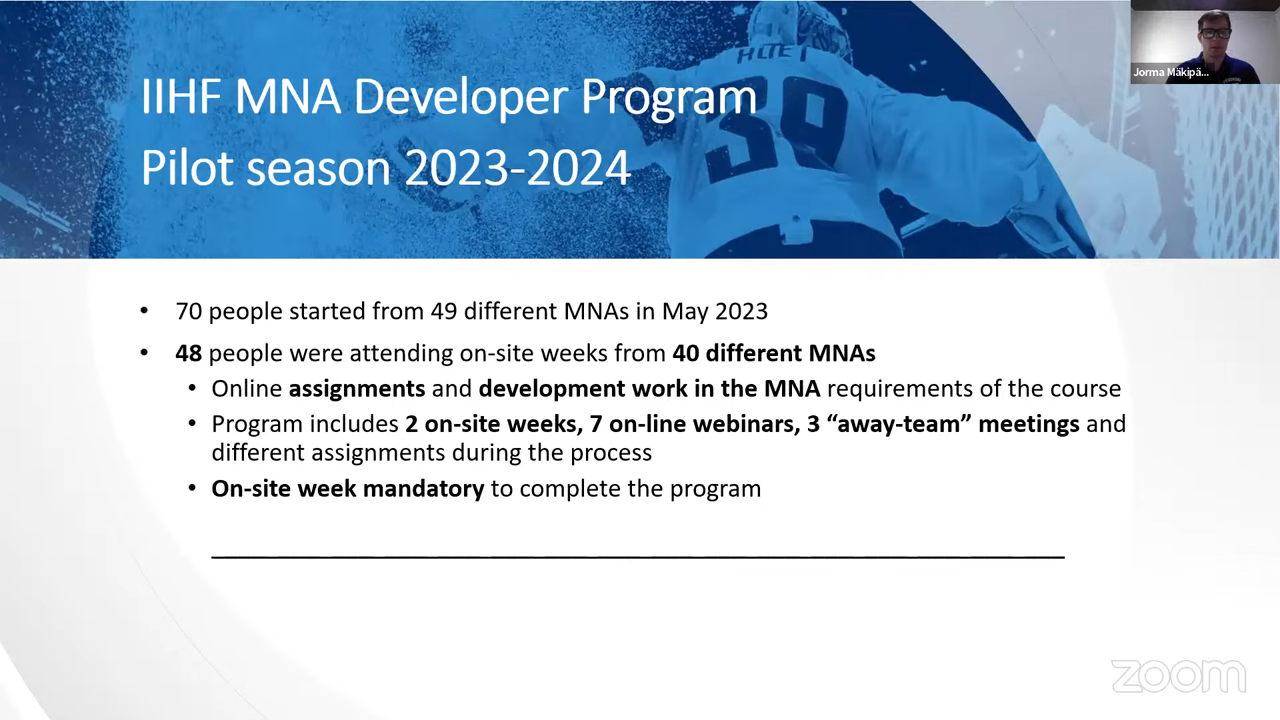 Jorma Mäkipä...
IIHF MNA Developer Program
Pilot season 2023-2024
39
• 70 people started from 49 different MNAs in May 2023
• 48 people were attending on-site weeks from 40 different MNAs
• Online assignments and development work in the MNA requirements of the course
• Program includes 2 on-site weeks, 7 on-line webinars, 3 “away-team” meetings and
different assignments during the process
• On-site week mandatory to complete the program
zoom